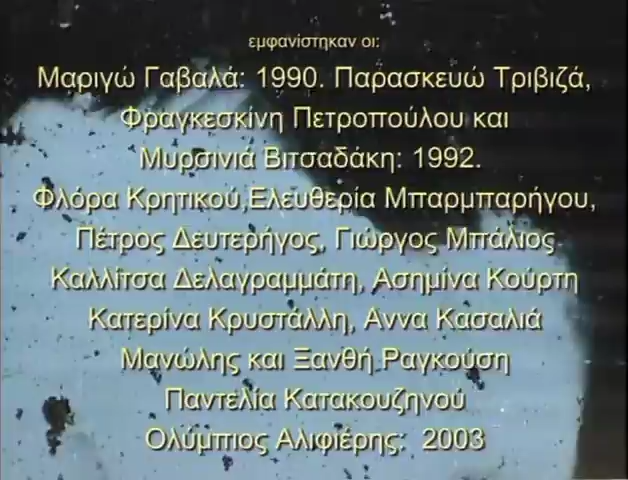 εμφανίστηκαν οι:
Μαριγώ Γαβαλά: 1990. Παρασκευώ Τριβιζά,
Φραγκεσκίνη Πετροπούλου και
Μυρσινιά Βιτσαδάκη: 1992.
Φλόρα Κρητικού,Ελευθερία Μπαρμπαρήγου,
Πέτρος Δευτερήγος, Γιώργος Μπάλιος
Καλλίτσα Δελαγραμμάτη, Ασημίνα Κούρτη
Κατερίνα Κρυστάλλη, Αννα Κασαλιά
Μανώλης και Ξανθή Ραγκούση
Παντελία Κατακουζηνού
Ολύμπιος Αλιφιέρης: 2003